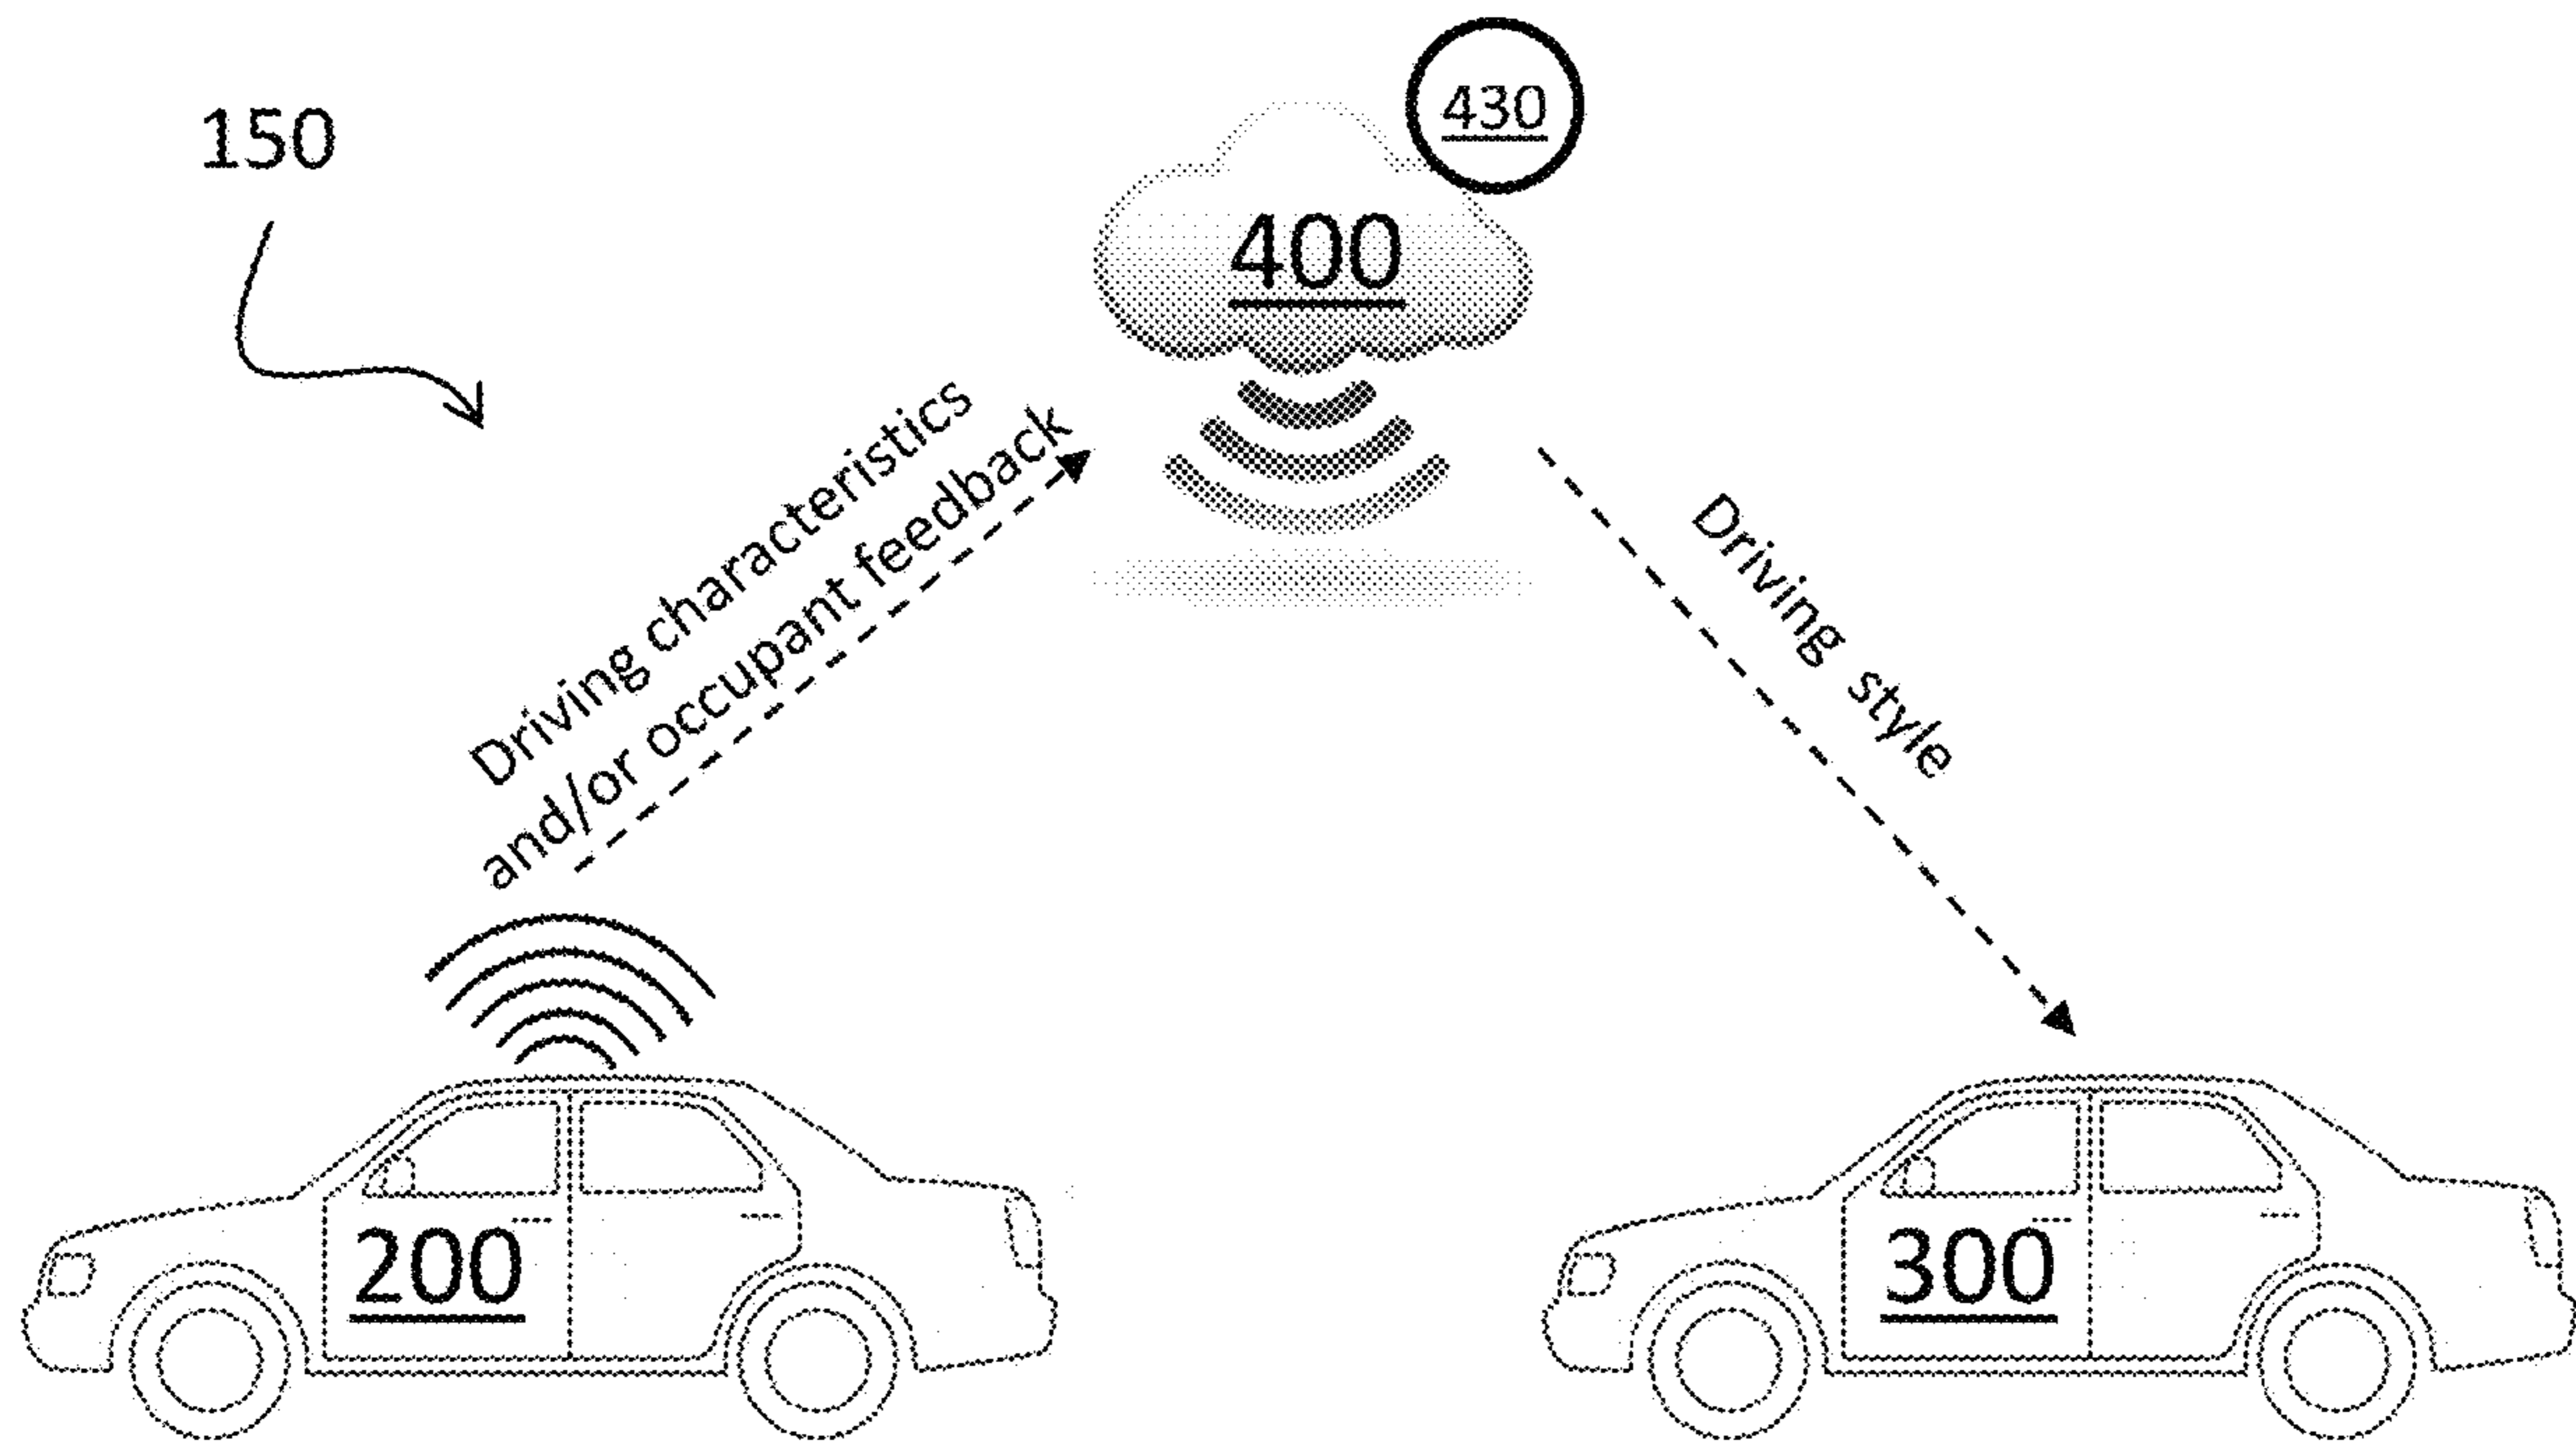 430
150
400
Driving characteristics
and/or occupant feedback
Driving style
200
300